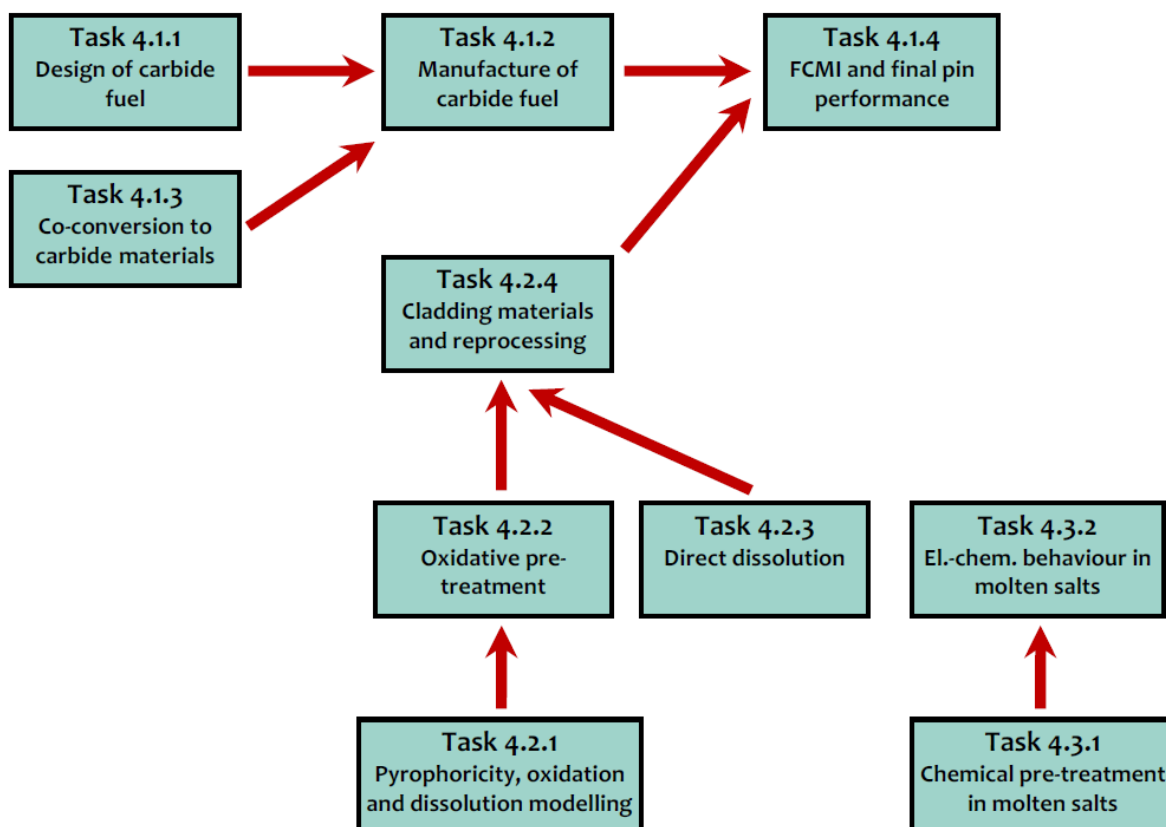 Task 4.1.1
Design of carbide
fuel
Task 4.1.2
Manufacture of
carbide fuel
Task 4.1.4
FCMI and final pin
performance
Task 4.1.3
Co-conversion to
carbide materials
Task 4.2.4
Cladding materials
and reprocessing
Task 4.2.2
Oxidative pre-
treatment
Task 4.2.3
Direct dissolution
Task 4.3.2
El.-chem. behaviour in
molten salts
Task 4.2.1
Pyrophoricity, oxidation
and dissolution modelling
Task 4.3.1
Chemical pre-treatment
in molten salts